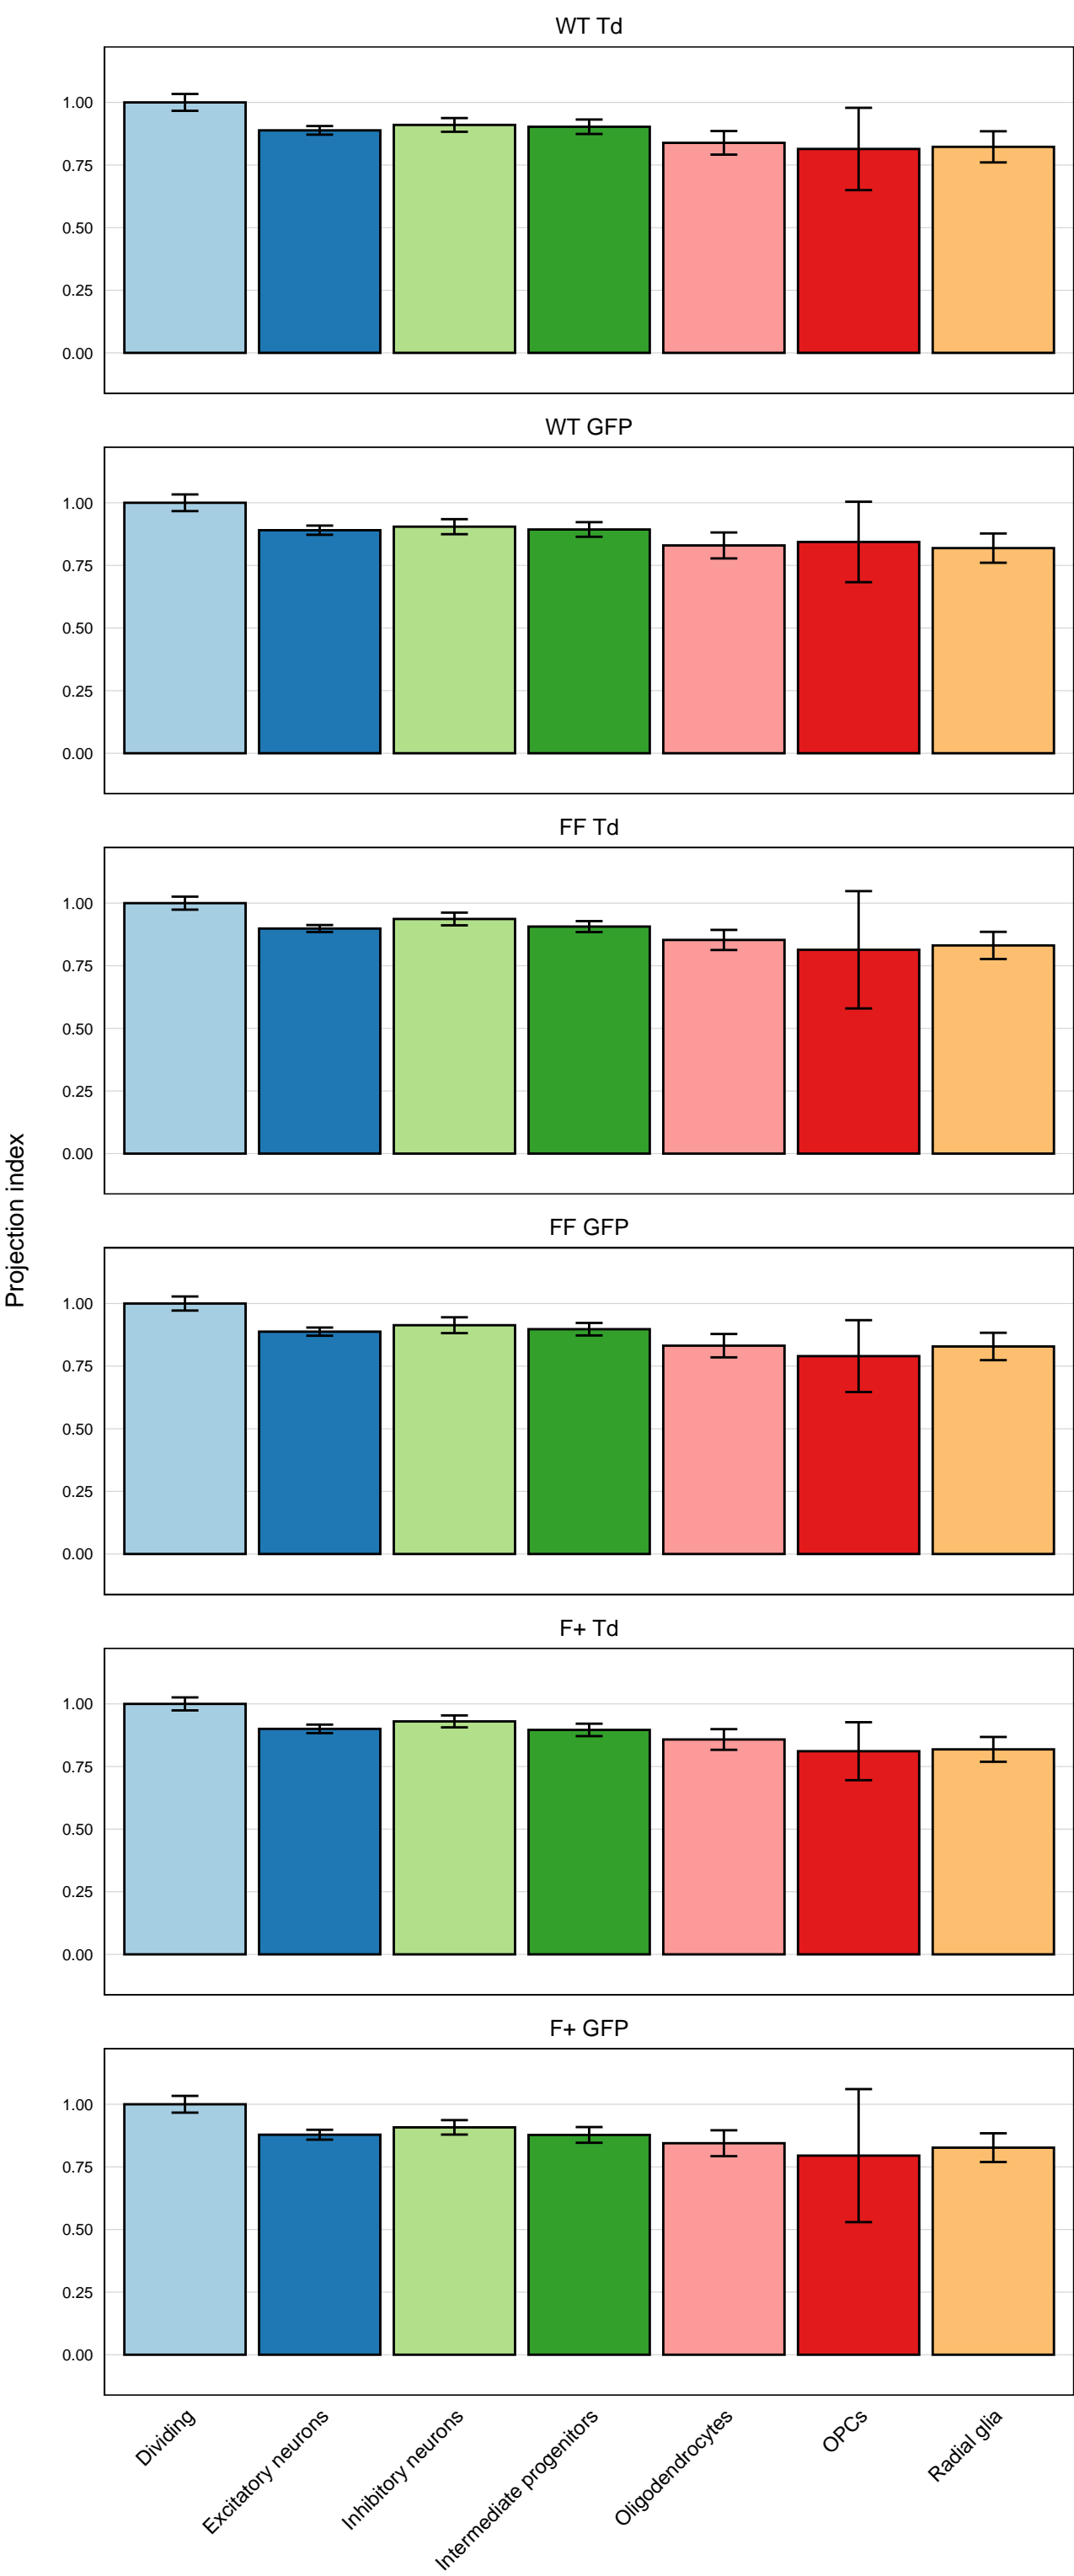 WT Td
1.00
0.75
0.50
0.25
0.00
WT GFP
1.00
0.75
0.50
0.25
0.00
FF Td
1.00
0.75
0.50
0.25
0.00
Projection index
FF GFP
1.00
0.75
0.50
0.25
0.00
F+ Td
1.00
0.75
0.50
0.25
0.00
F+ GFP
1.00
0.75
0.50
0.25
0.00
Dividing
Excitatory neurons
Inhibitory neurons
Intermediate progenitors
Oligodendrocytes
OPCs
Radial glia